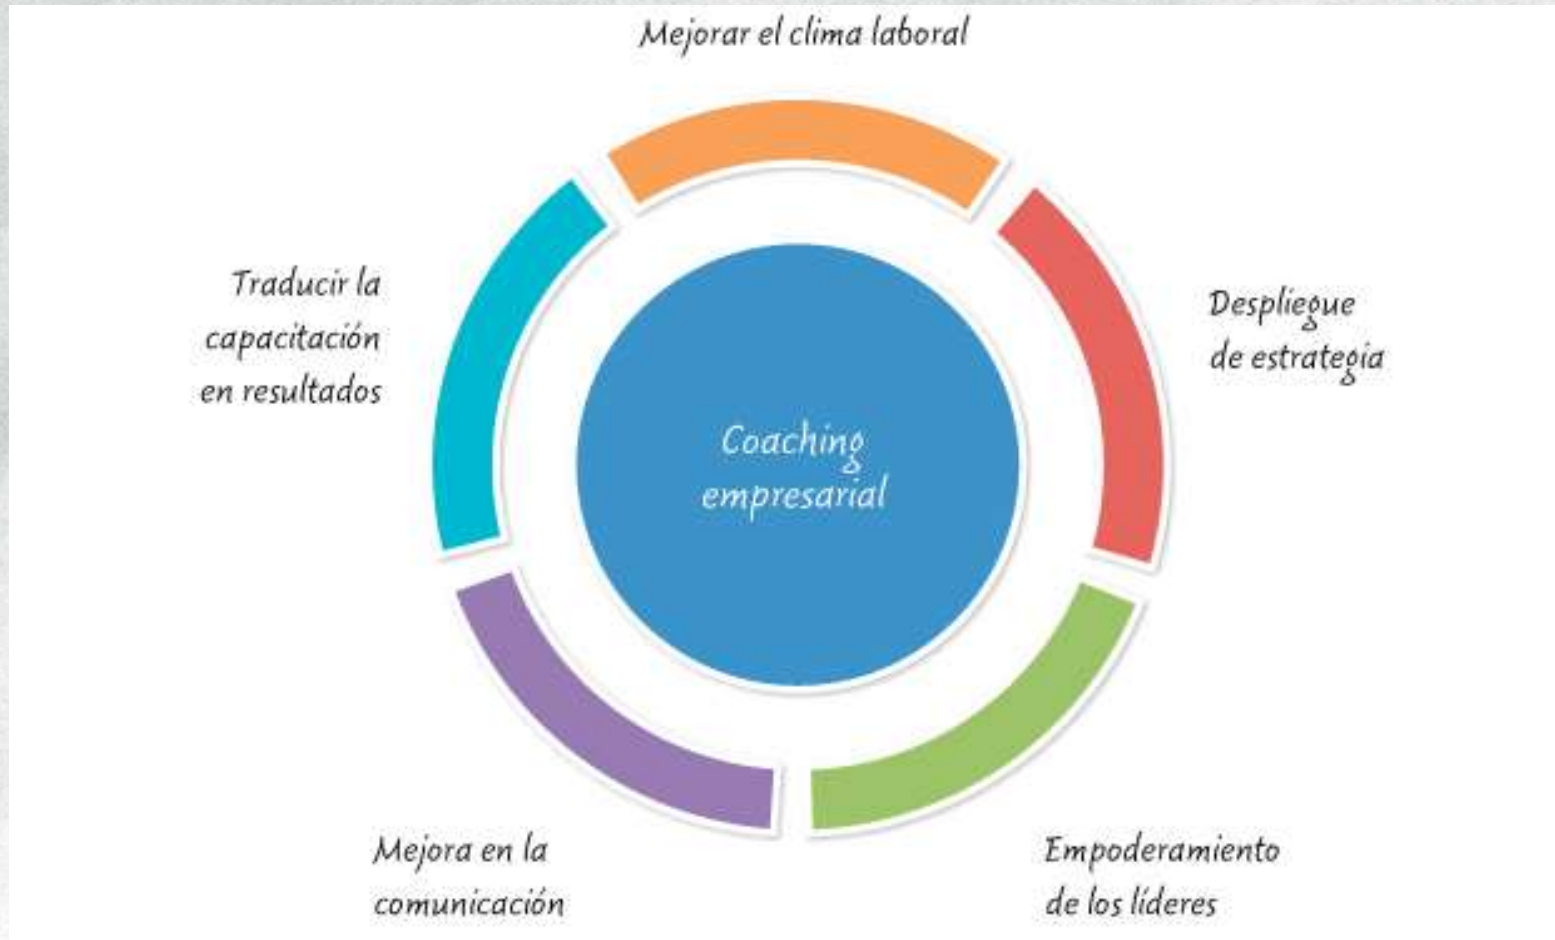 Mejorar el clima laboral
Traducir la
capacitación
en resultados
Despliegue
de estrategia
Coaching
empresarial
Mejora en la
comunicación
Empoderamiento
de los líderes